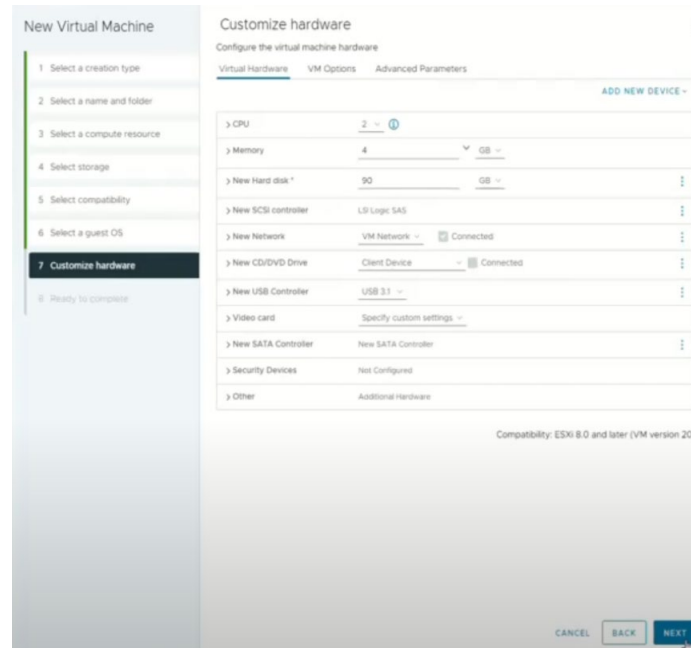 New Virtual Machine
1 Select a creation type
2 Select a name and folder
3 Select a compute resource
4 Select storage
5 Select compatibility
6 Select a guest OS
7 Customize hardware
8 Ready to complete
Customize hardware
Configure the virtual machine hardware
Virtual Hardware VM Options Advanced Parameters
ADD NEW DEVICE
> CPU 2
> Memory 4 GB
> New Hard disk * 90 GB
> New SCSI controller LSI Logic SAS
> New Network VM Network Connected
> New CD/DVD Drive Client Device Connected
> New USB Controller USB 3.1
> Video card Specify custom settings
> New SATA Controller New SATA Controller
> Security Devices Not Configured
> Other Additional Hardware
Compatibility: ESXi 8.0 and later (VM version 20
CANCEL BACK NEXT